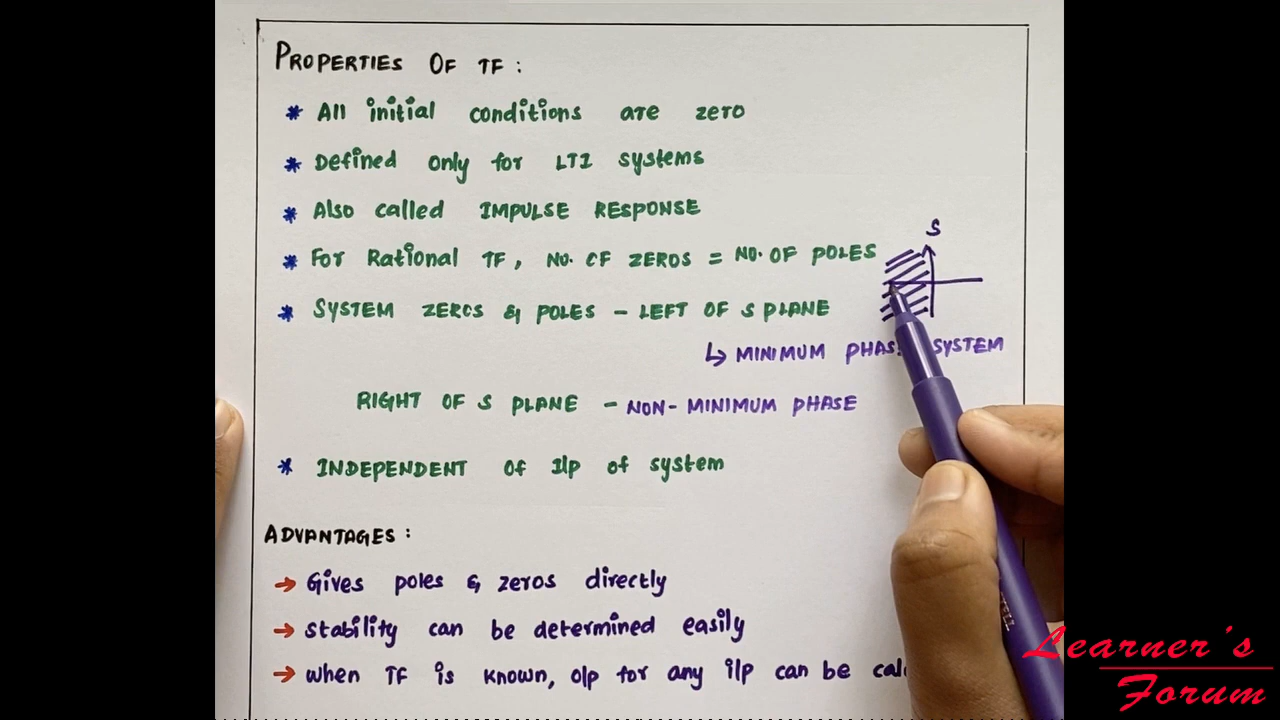 PROPERTIES OF TF :
* All initial conditions are zero
* Defined only for LTI systems
* Also called IMPULSE RESPONSE
S
* For Rational TF, NO. OF ZEROS = NO. OF POLES
* SYSTEM ZEROS & POLES - LEFT OF S PLANE
↳ MINIMUM PHASE SYSTEM
RIGHT OF S PLANE - NON-MINIMUM PHASE
* INDEPENDENT OF I/p of system
ADVANTAGES :
→ Gives poles & zeros directly
→ Stability can be determined easily
→ When TF is known, o/p for any i/p can be
Learner's
Forum